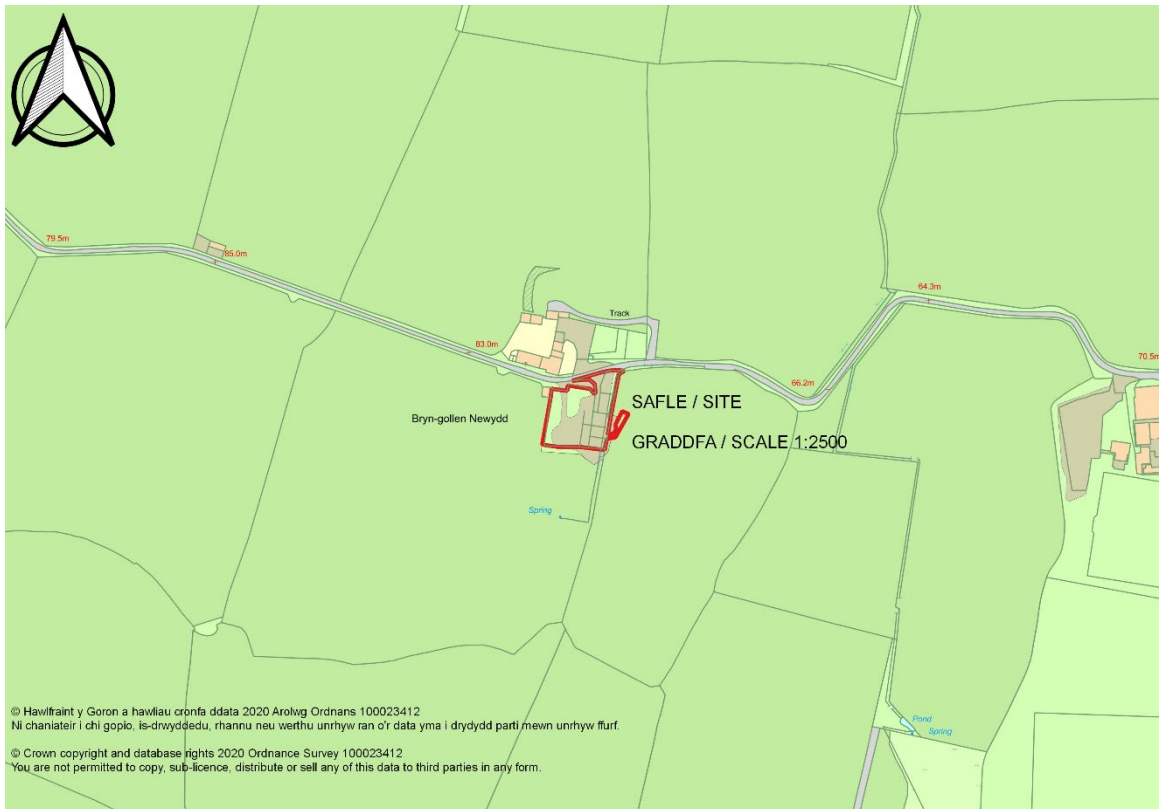 79.5m
85.0m
64.3m
Track
83.0m
70.5m
66.2m
SAFLE / SITE
Bryn-gollen Newydd
GRADDFA / SCALE 1:2500
Spring
© Hawlfraint y Goron a hawliau cronfa ddata 2020 Arolwg Ordnans 100023412
Ni chaniateir i chi gopio, is-drwyddedu, rhannu neu werthu unrhyw ran o'r data yma i drydydd parti mewn unrhyw ffurf.
Pond
Spring
© Crown copyright and database rights 2020 Ordnance Survey 100023412
You are not permitted to copy, sub-licence, distribute or sell any of this data to third parties in any form.